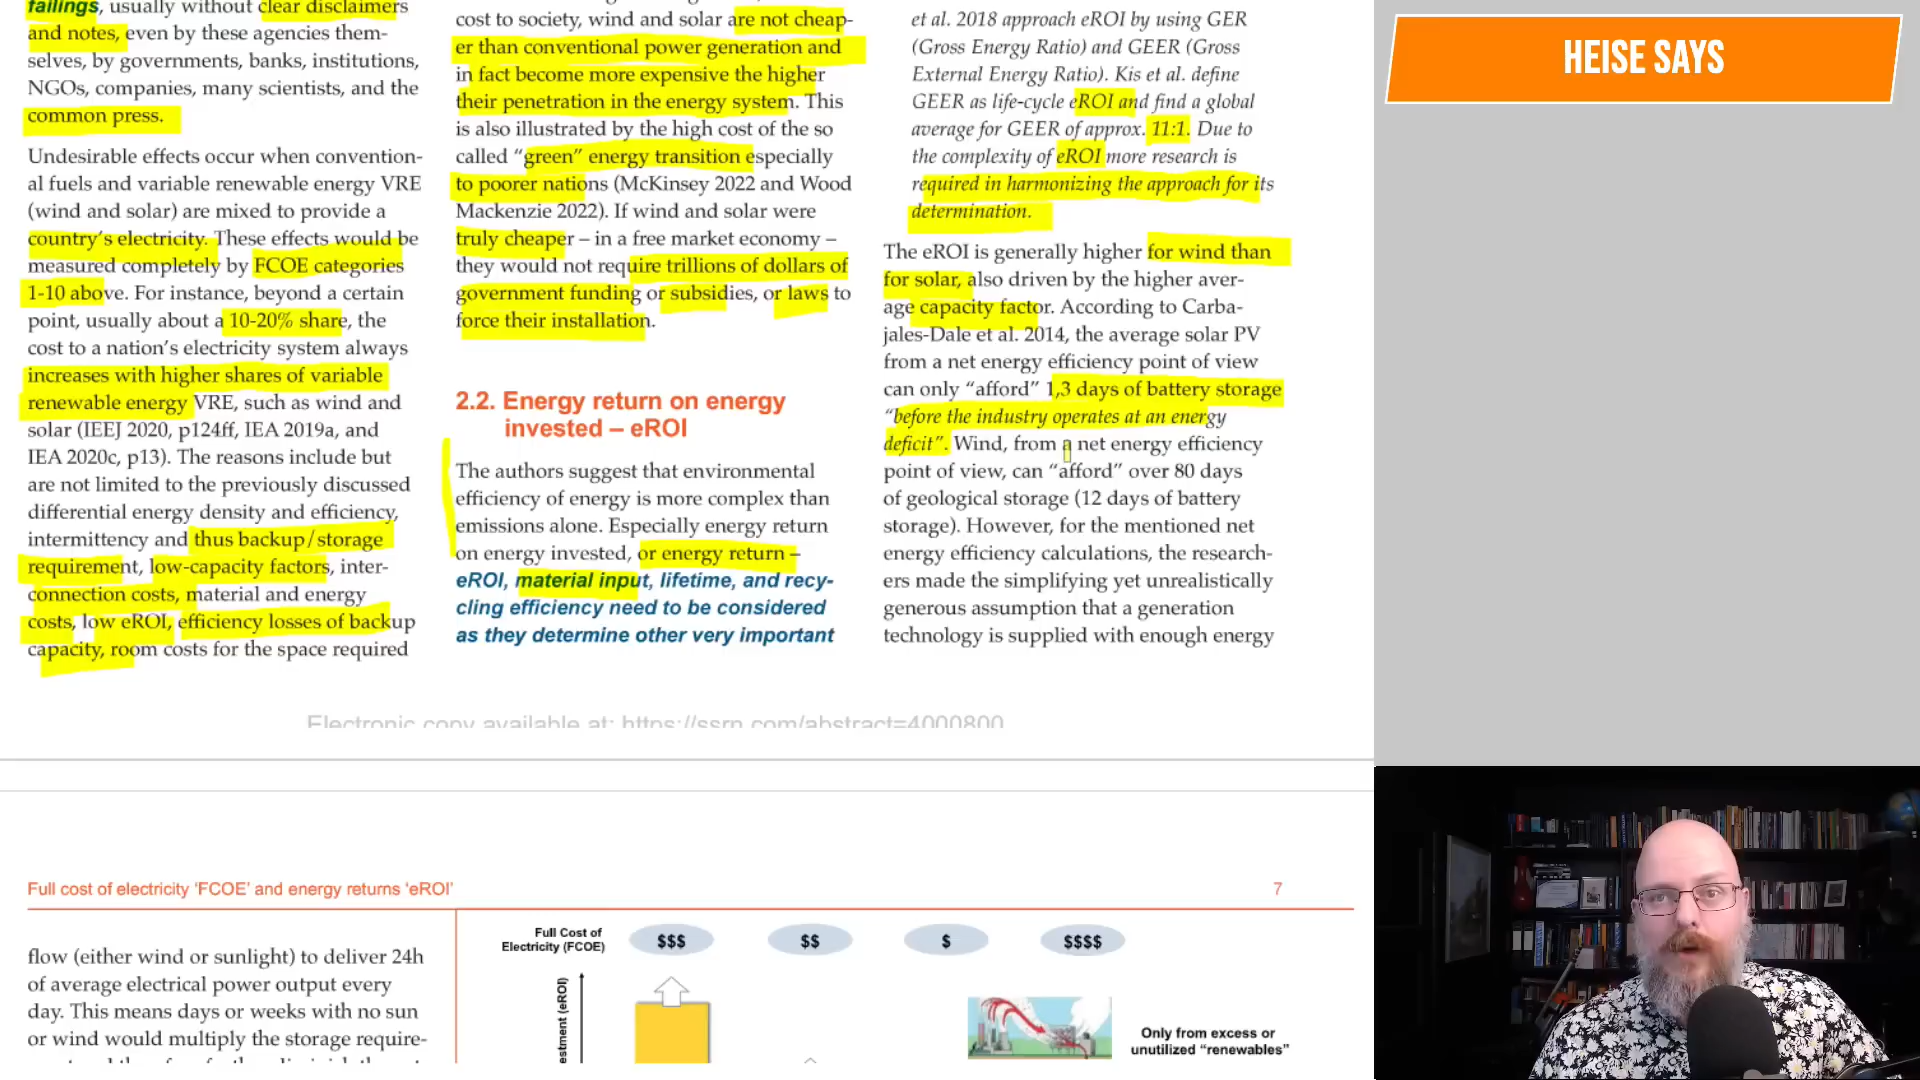 failings, usually without clear disclaimers
and notes, even by these agencies them-
selves, by governments, banks, institutions,
NGOs, companies, many scientists, and the
common press.
Undesirable effects occur when convention-
al fuels and variable renewable energy VRE
(wind and solar) are mixed to provide a
country's electricity. These effects would be
measured completely by FCOE categories
1-10 above. For instance, beyond a certain
point, usually about a 10-20% share, the
cost to a nation's electricity system always
increases with higher shares of variable
renewable energy VRE, such as wind and
solar (IEEJ 2020, p124ff, IEA 2019a, and
IEA 2020c, p13). The reasons include but
are not limited to the previously discussed
differential energy density and efficiency,
intermittency and thus backup/storage
requirement, low-capacity factors, inter-
connection costs, material and energy
costs, low eROI, efficiency losses of backup
capacity, room costs for the space required
cost to society, wind and solar are not cheap-
er than conventional power generation and
in fact become more expensive the higher
their penetration in the energy system. This
is also illustrated by the high cost of the so
called “green” energy transition especially
to poorer nations (McKinsey 2022 and Wood
Mackenzie 2022). If wind and solar were
truly cheaper – in a free market economy –
they would not require trillions of dollars of
government funding or subsidies, or laws to
force their installation.
2.2. Energy return on energy
invested – eROI
The authors suggest that environmental
efficiency of energy is more complex than
emissions alone. Especially energy return
on energy invested, or energy return –
eROI, material input, lifetime, and recy-
cling efficiency need to be considered
as they determine other very important
et al. 2018 approach eROI by using GER
(Gross Energy Ratio) and GEER (Gross
External Energy Ratio). Kis et al. define
GEER as life-cycle eROI and find a global
average for GEER of approx. 11:1. Due to
the complexity of eROI more research is
required in harmonizing the approach for its
determination.
The eROI is generally higher for wind than
for solar, also driven by the higher aver-
age capacity factor. According to Carba-
jales-Dale et al. 2014, the average solar PV
from a net energy efficiency point of view
can only “afford” 1,3 days of battery storage
“before the industry operates at an energy
deficit”. Wind, from a net energy efficiency
point of view, can “afford” over 80 days
of geological storage (12 days of battery
storage). However, for the mentioned net
energy efficiency calculations, the research-
ers made the simplifying yet unrealistically
generous assumption that a generation
technology is supplied with enough energy
Electronic copy available at: https://ssrn.com/abstract=4000800
Full cost of electricity ‘FCOE’ and energy returns ‘eROI’
7
flow (either wind or sunlight) to deliver 24h
of average electrical power output every
day. This means days or weeks with no sun
or wind would multiply the storage require-
Full Cost of
Electricity (FCOE)
$$$
$$
$
$$$$
estment (eROI)
Only from excess or
unutilized “renewables”
HEISE SAYS